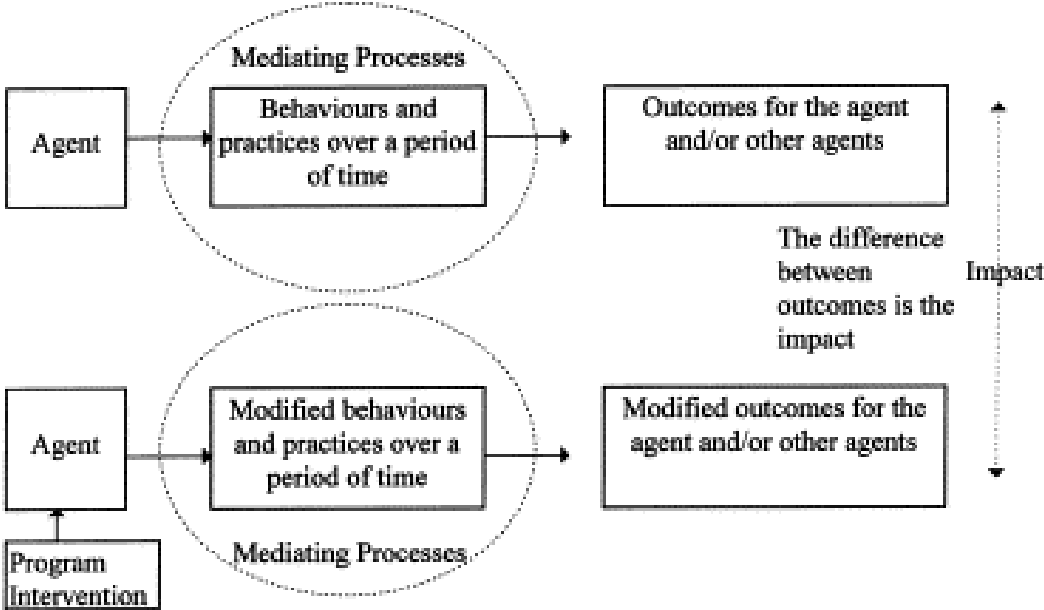 Mediating Processes
Agent
Behaviours and
practices over a period
of time
Outcomes for the agent
and/or other agents
The difference
between
outcomes is the
impact
Impact
Agent
Modified behaviours
and practices over a
period of time
Modified outcomes for the
agent and/or other agents
Mediating Processes
Program
Intervention